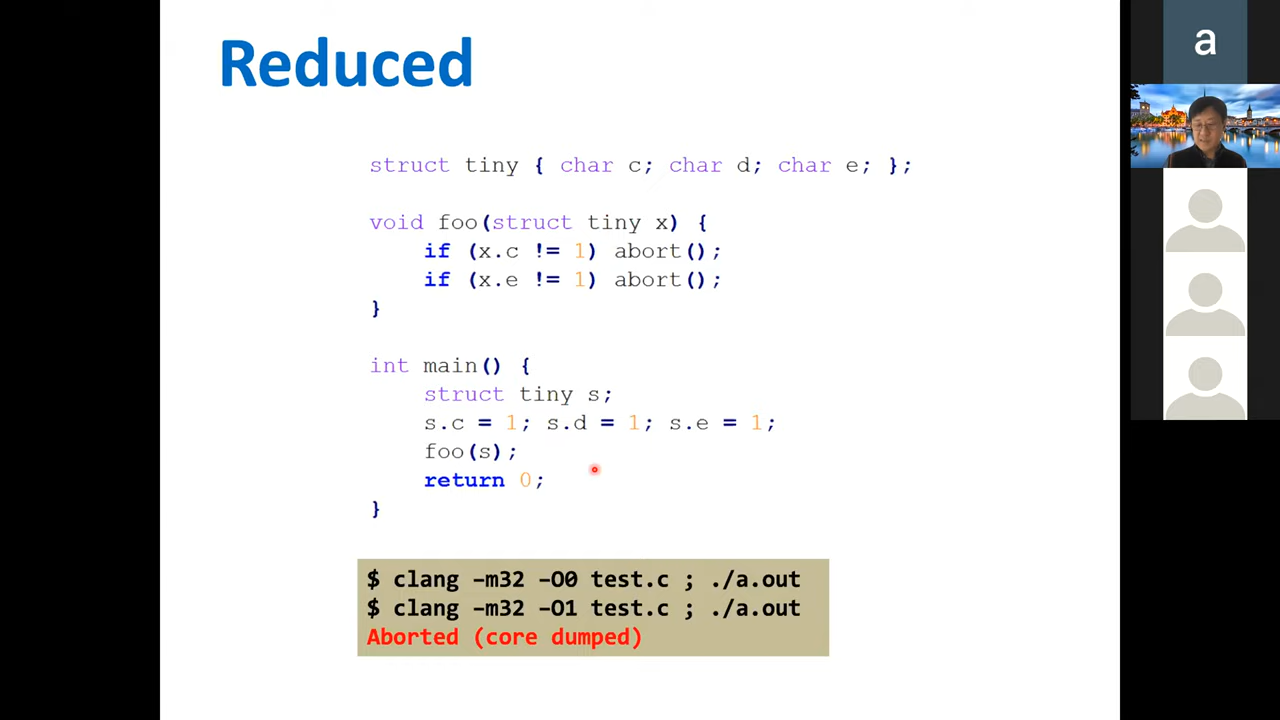 Reduced
a
struct tiny { char c; char d; char e; };
void foo(struct tiny x) {
if (x.c != 1) abort();
if (x.e != 1) abort();
}
int main() {
struct tiny s;
s.c = 1; s.d = 1; s.e = 1;
foo(s);
return 0;
}
$ clang –m32 –O0 test.c ; ./a.out
$ clang –m32 –O1 test.c ; ./a.out
Aborted (core dumped)